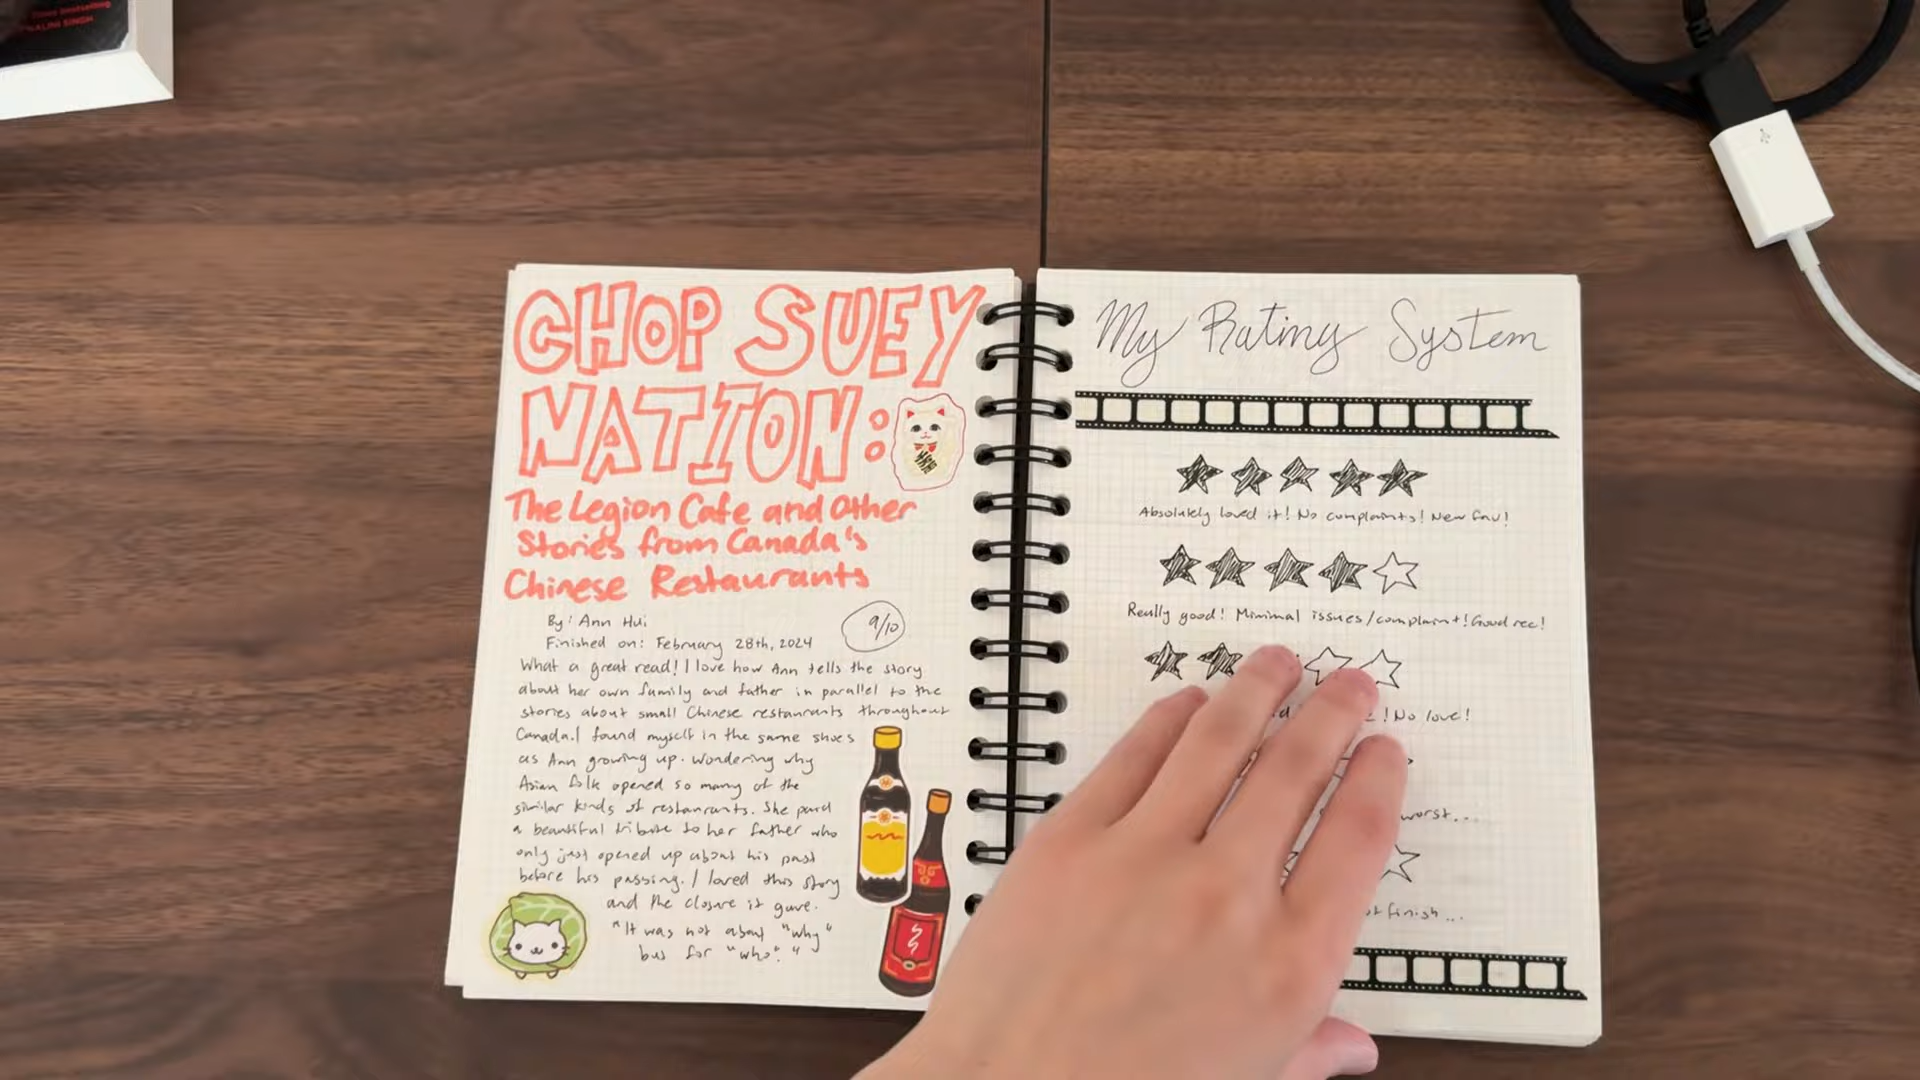 CHOP SUEY
NATION:
The Legion Cafe and Other
Stories from Canada's
Chinese Restaurants
By: Ann Hui
9/10
Finished on: February 28th, 2024
What a great read! I love how Ann tells the story
about her own family and father in parallel to the
stories about small Chinese restaurants throughout
Canada. I found myself in the same shoes
as Ann growing up. Wondering why
Asian folk opened so many of the
similar kinds of restaurants. She paid
a beautiful tribute to her father who
only just opened up about his past
before his passing. I loved this story
and the closure it gave.
"It was not about "why"
but for "who"."
My Rating System
Absolutely loved it! No complaints! New fav!
Really good! Minimal issues/complaint! Good rec!
! No love!
worst...
finish...